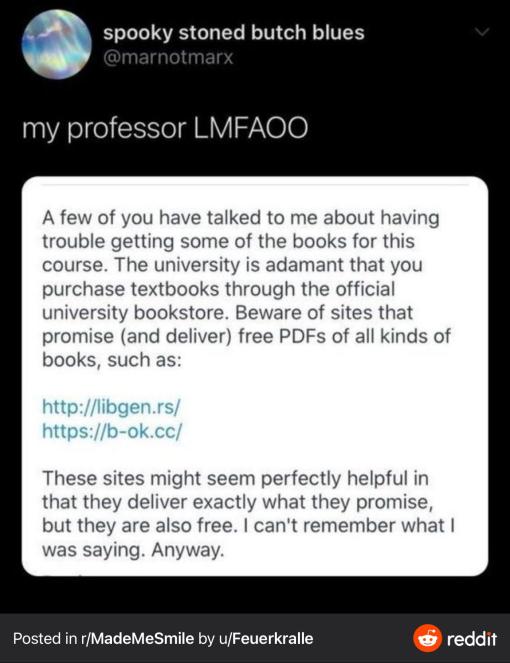 spooky stoned butch blues
@marnotmarx
my professor LMFAOO
A few of you have talked to me about having
trouble getting some of the books for this
course. The university is adamant that you
purchase textbooks through the official
university bookstore. Beware of sites that
promise (and deliver) free PDFs of all kinds of
books, such as:
http://libgen.rs/
https://b-ok.cc/
These sites might seem perfectly helpful in
that they deliver exactly what they promise,
but they are also free. I can't remember what I
was saying. Anyway.
Posted in r/MadeMeSmile by u/Feuerkralle
reddit